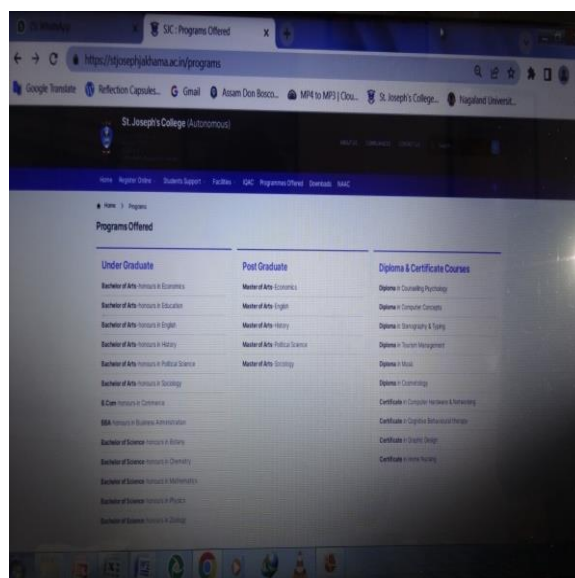 SJC : Programs Offered
https://stjosephjakhama.ac.in/programs
Google Translate Reflection Capsules... Gmail Assam Don Bosco... MP4 to MP3 | Clou... St. Joseph's College... Nagaland Universit...
St. Joseph's College (Autonomous)
ABOUT US COMPLIANCE CONTACT US
Home Register Online Students Support Facilities IQAC Programmes Offered Downloads NAAC
Home > Programs
Programs Offered
Under Graduate Post Graduate Diploma & Certificate Courses
Bachelor of Arts honours in Economics Master of Arts Economics Diploma in Counselling Psychology
Bachelor of Arts honours in Education Master of Arts English Diploma in Computer Concepts
Bachelor of Arts honours in English Master of Arts History Diploma in Stenography & Typing
Bachelor of Arts honours in History Master of Arts Political Science Diploma in Tourism Management
Bachelor of Arts honours in Political Science Master of Arts Sociology Diploma in Music
Bachelor of Arts honours in Sociology Diploma in Cosmetology
B.Com honours in Commerce Certificate in Computer Hardware & Networking
BBA honours in Business Administration Certificate in Cognitive Behavioural therapy
Bachelor of Science honours in Botany Certificate in Graphic Design
Bachelor of Science honours in Chemistry Certificate in Home Nursing
Bachelor of Science honours in Mathematics
Bachelor of Science honours in Physics
Bachelor of Science honours in Zoology